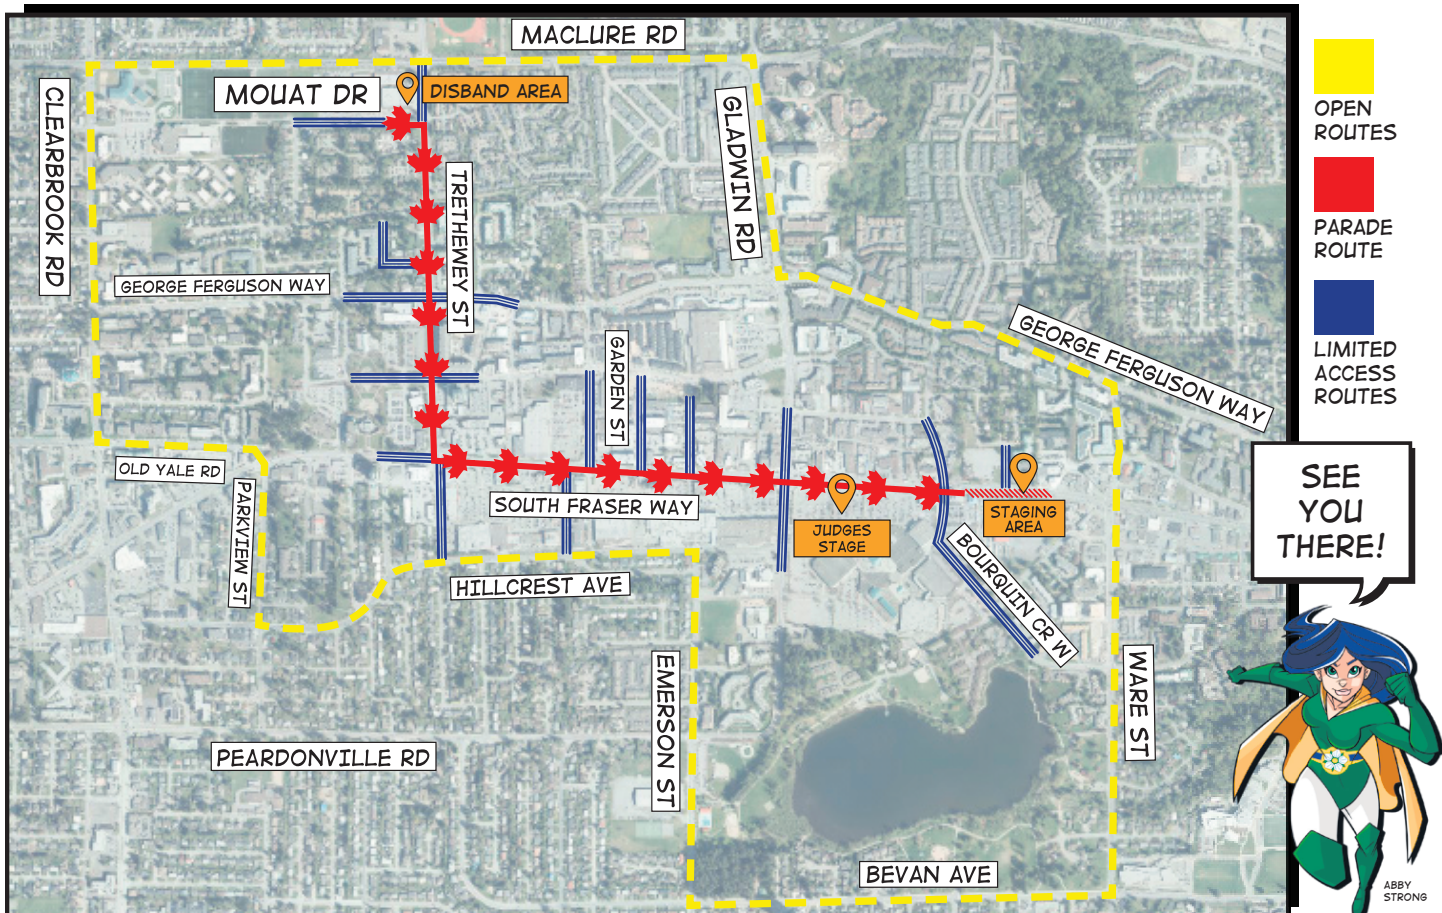 MACLURE RD
CLEARBROOK RD
MOUAT DR
DISBAND AREA
GLADWIN RD
TRETHEWEY ST
GEORGE FERGUSON WAY
GARDEN ST
GEORGE FERGUSON WAY
OLD YALE RD
PARKVIEW ST
SOUTH FRASER WAY
JUDGES
STAGE
STAGING
AREA
BOURQUIN CR W
HILLCREST AVE
EMERSON ST
WARE ST
PEARDONVILLE RD
BEVAN AVE
OPEN
ROUTES
PARADE
ROUTE
LIMITED
ACCESS
ROUTES
SEE
YOU
THERE!
ABBY
STRONG